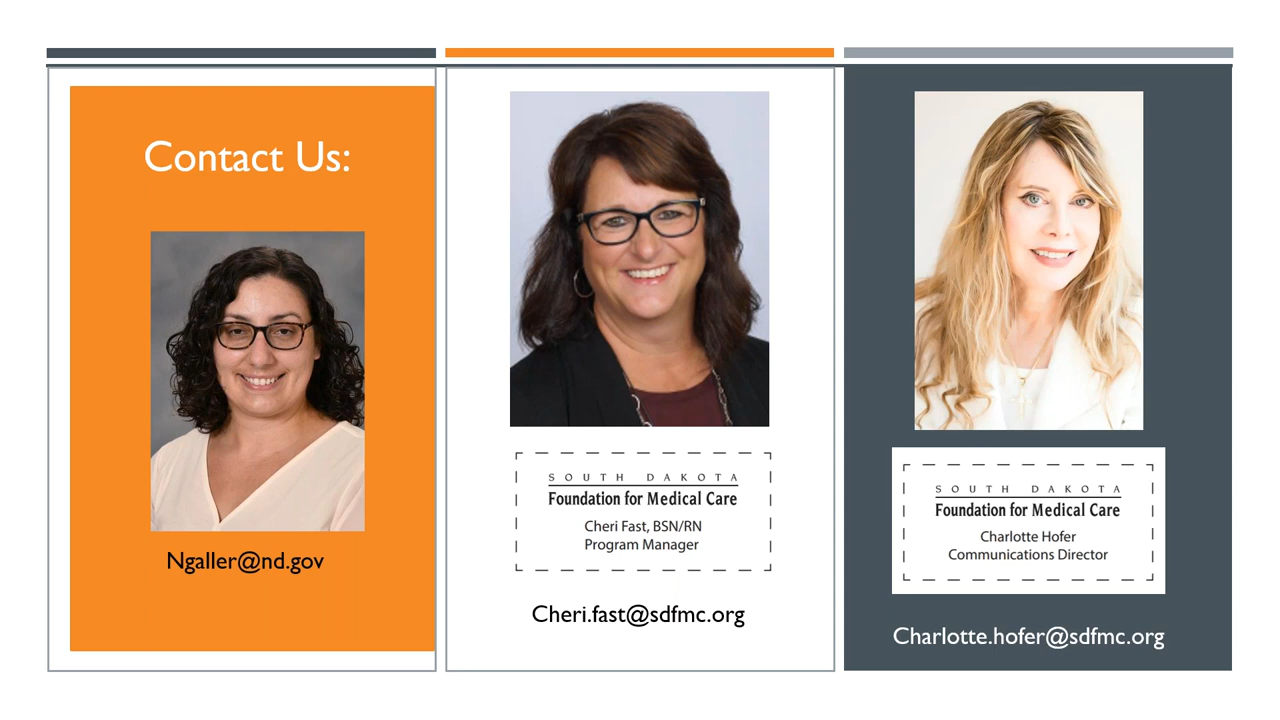 Contact Us:
Ngaller@nd.gov
SOUTH DAKOTA
Foundation for Medical Care
Cheri Fast, BSN/RN
Program Manager
Cheri.fast@sdfmc.org
SOUTH DAKOTA
Foundation for Medical Care
Charlotte Hofer
Communications Director
Charlotte.hofer@sdfmc.org